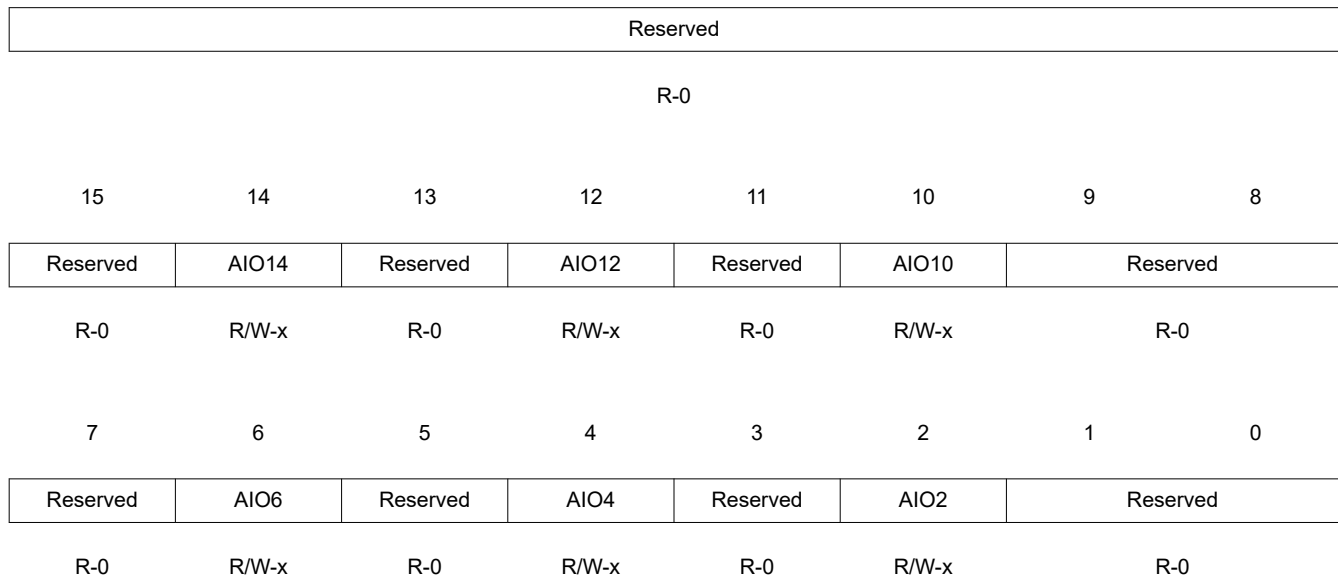 Reserved
R-0
15 14 13 12 11 10 9 8
Reserved AIO14 Reserved AIO12 Reserved AIO10 Reserved
R-0 R/W-x R-0 R/W-x R-0 R/W-x R-0
7 6 5 4 3 2 1 0
Reserved AIO6 Reserved AIO4 Reserved AIO2 Reserved
R-0 R/W-x R-0 R/W-x R-0 R/W-x R-0